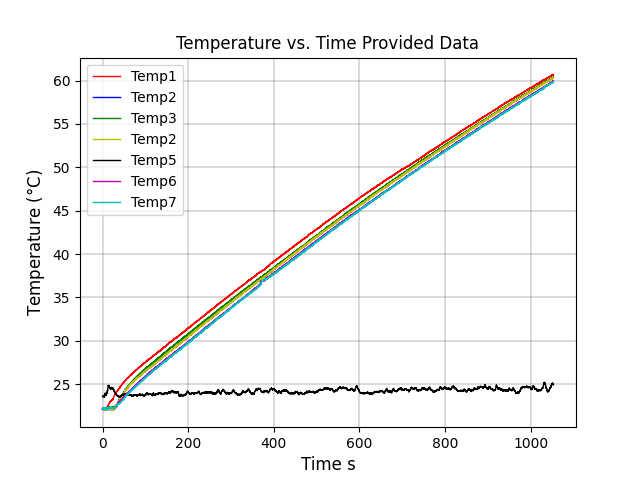 Temperature vs. Time Provided Data
Temperature (°C)
60
55
50
45
40
35
30
25
Temp1
Temp2
Temp3
Temp2
Temp5
Temp6
Temp7
0 200 400 600 800 1000
Time s